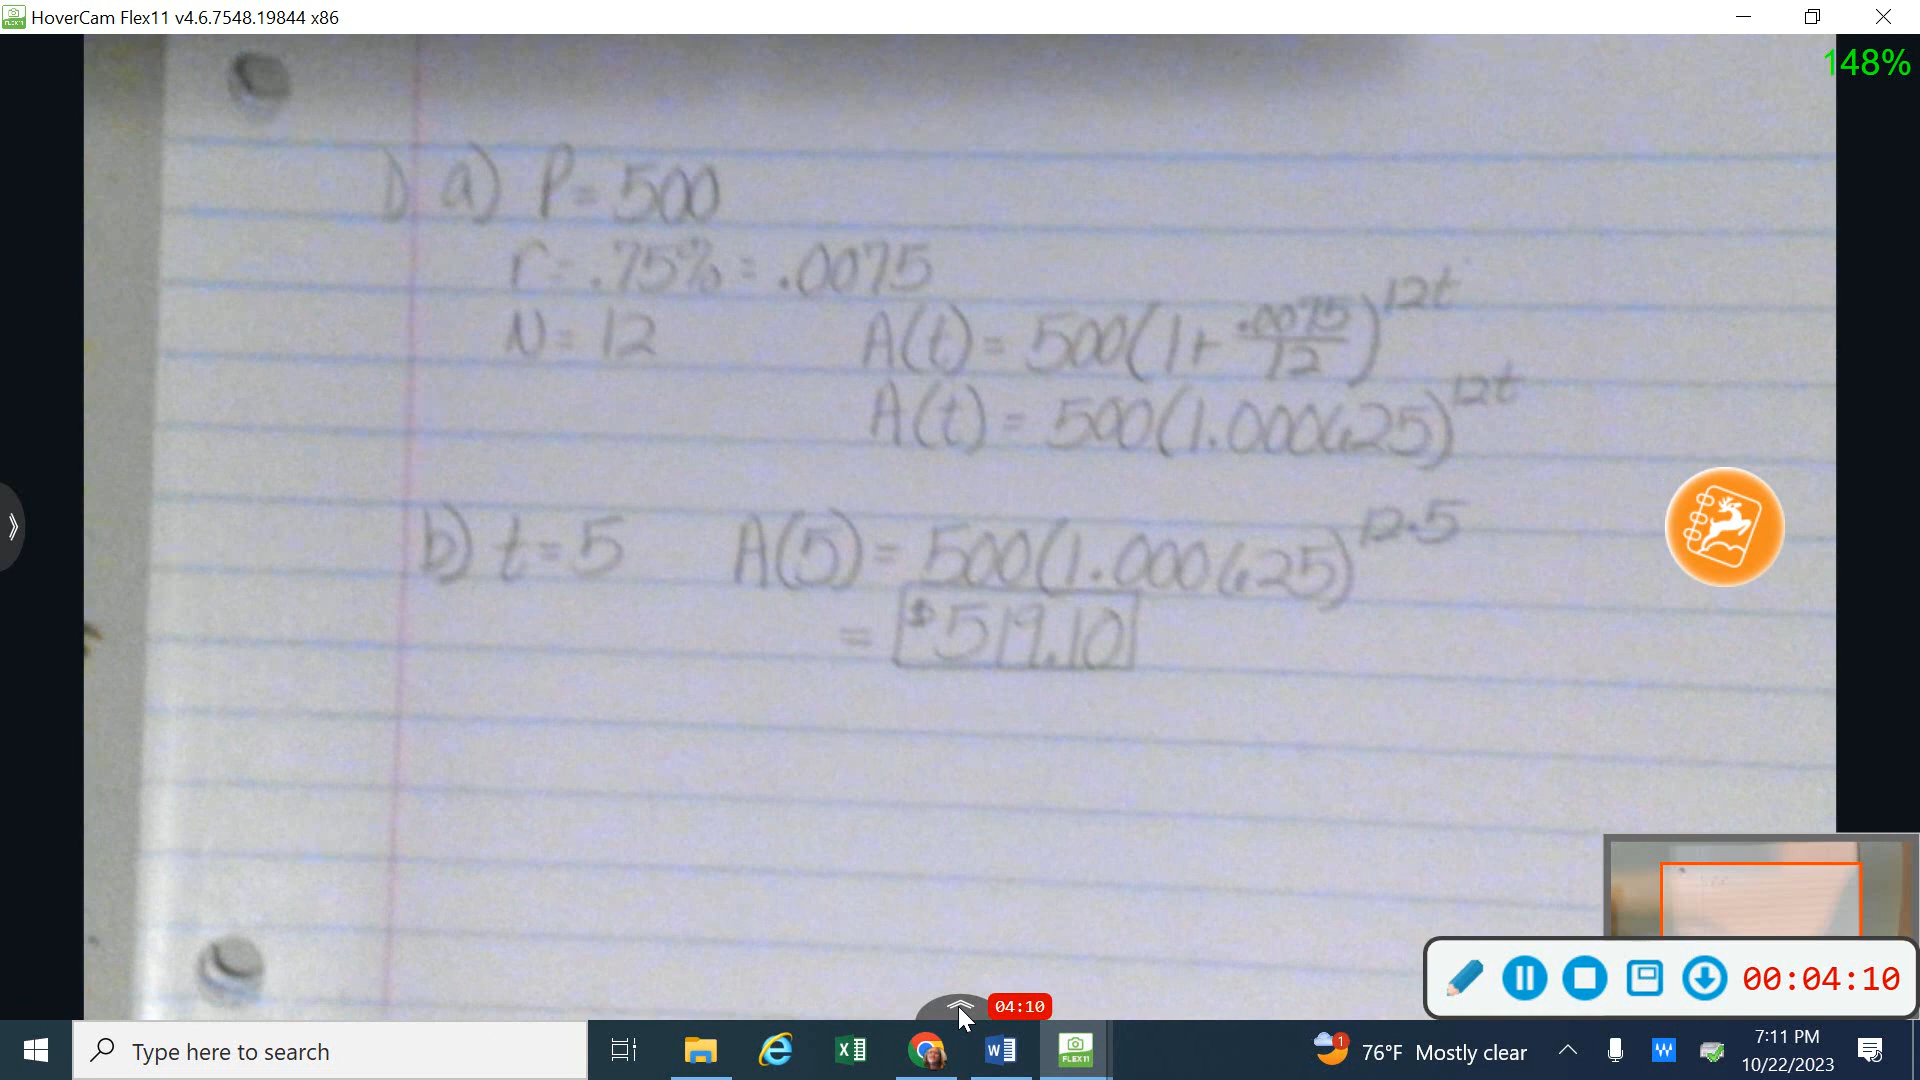 HoverCam Flex11 v4.6.7548.19844 x86
148%
1) a) P = 500
r = .75% = .0075
N = 12
A(t) = 500(1 + .0075/12)^12t
A(t) = 500(1.000625)^12t
b) t = 5 A(5) = 500(1.000625)^12·5
= $519.10
00:04:10
04:10
Type here to search
FLEX11
1
76°F Mostly clear
7:11 PM
10/22/2023